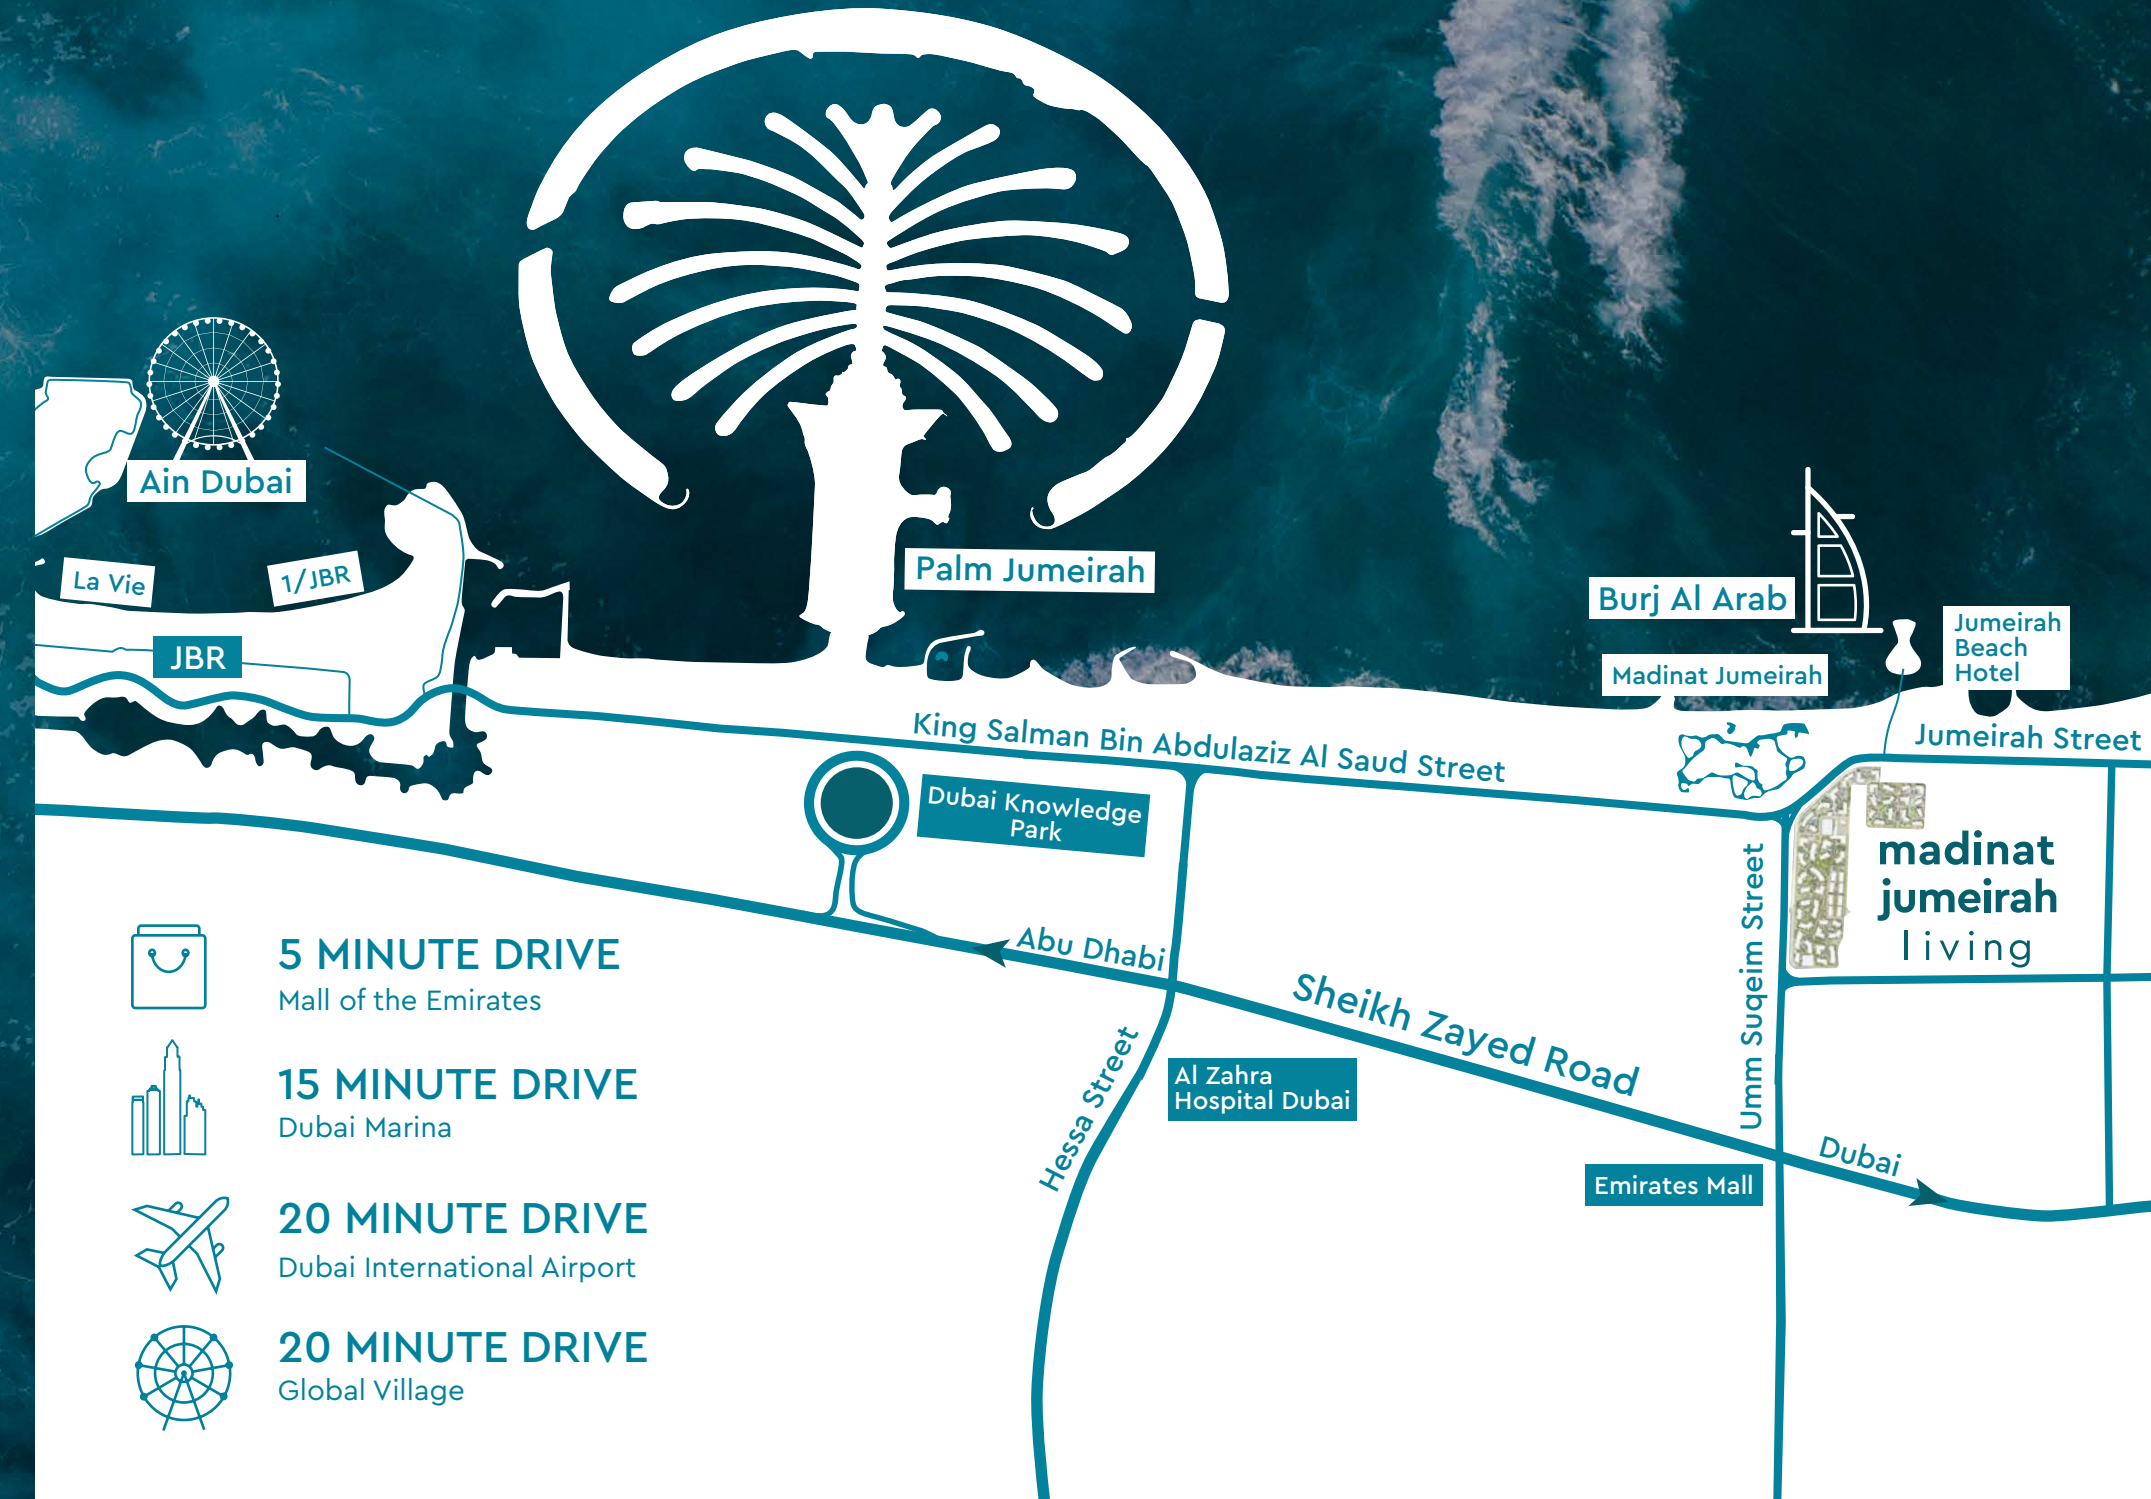 Ain Dubai
La Vie
1/JBR
JBR
Palm Jumeirah
Burj Al Arab
Jumeirah
Beach
Hotel
Madinat Jumeirah
Jumeirah Street
King Salman Bin Abdulaziz Al Saud Street
Dubai Knowledge
Park
madinat
jumeirah
living
Umm Suqeim Street
Abu Dhabi
Sheikh Zayed Road
Hessa Street
Al Zahra
Hospital Dubai
Dubai
Emirates Mall
5 MINUTE DRIVE
Mall of the Emirates
15 MINUTE DRIVE
Dubai Marina
20 MINUTE DRIVE
Dubai International Airport
20 MINUTE DRIVE
Global Village